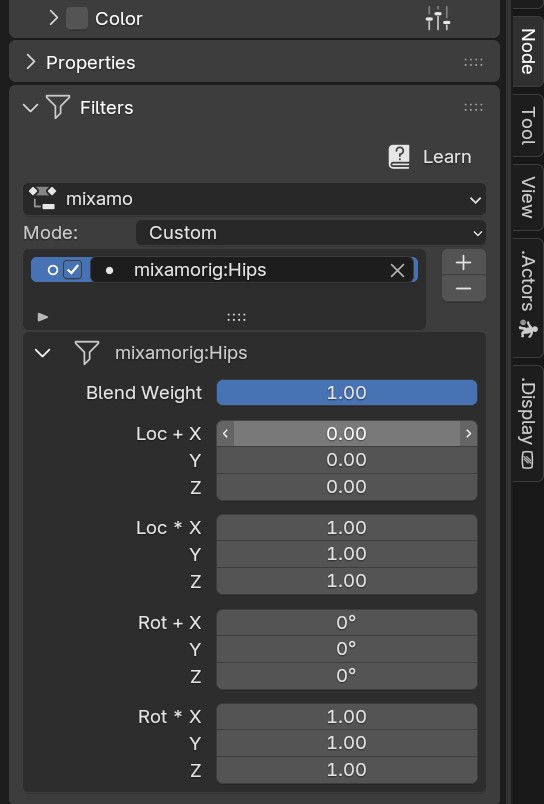 Color
Properties
Filters
Learn
mixamo
Mode: Custom
mixamorig:Hips
mixamorig:Hips
Blend Weight 1.00
Loc + X 0.00
Y 0.00
Z 0.00
Loc * X 1.00
Y 1.00
Z 1.00
Rot + X 0°
Y 0°
Z 0°
Rot * X 1.00
Y 1.00
Z 1.00
Node
Tool
View
.Actors
.Display